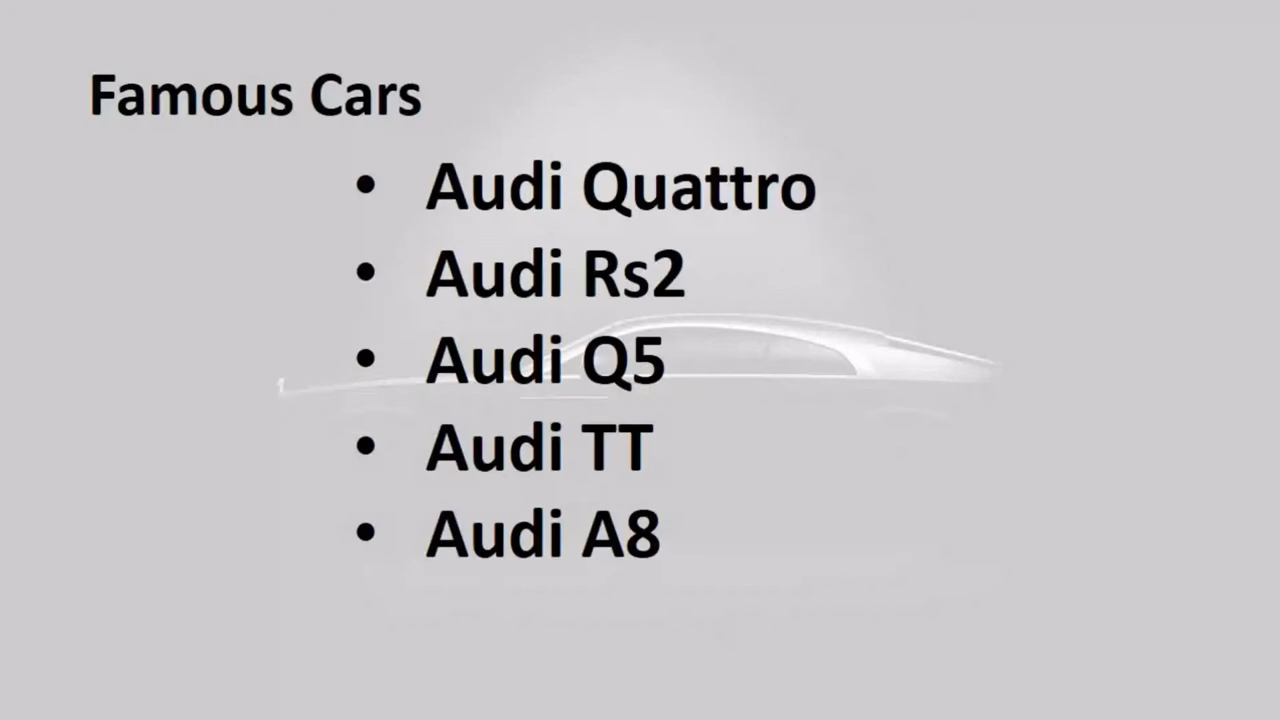 Famous Cars
• Audi Quattro
• Audi Rs2
• Audi Q5
• Audi TT
• Audi A8